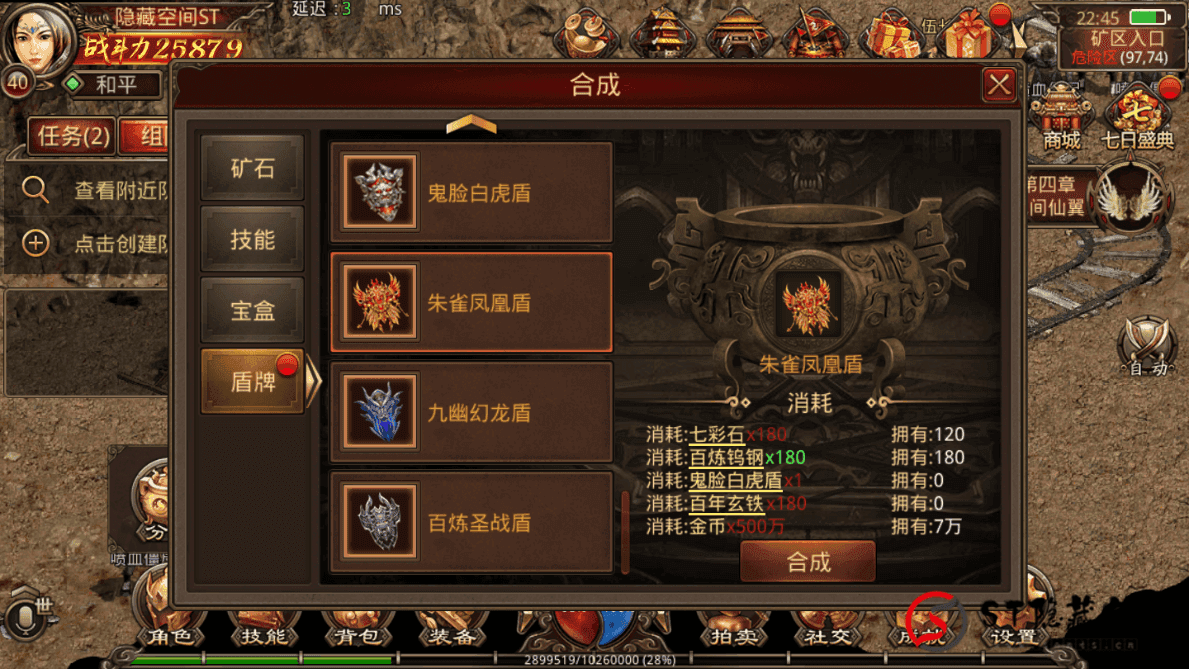 隐藏空间ST
延迟 :3 ms
战斗力25879
40
和平
任务(2)
查看附近
点击创建
22:45
矿区入口
危险区(97,74)
商城
七日盛典
第四章
间仙翼
自动
合成
矿石
技能
宝盒
盾牌
鬼脸白虎盾
朱雀凤凰盾
九幽幻龙盾
百炼圣战盾
朱雀凤凰盾
消耗
消耗:七彩石x180 拥有:120
消耗:百炼钨钢x180 拥有:180
消耗:鬼脸白虎盾x1 拥有:0
消耗:百年玄铁x180 拥有:0
消耗:金币x500万 拥有:7万
合成
喷血
世
角色
技能
背包
装备
拍卖
社交
设置
2899519/10260000 (28%)